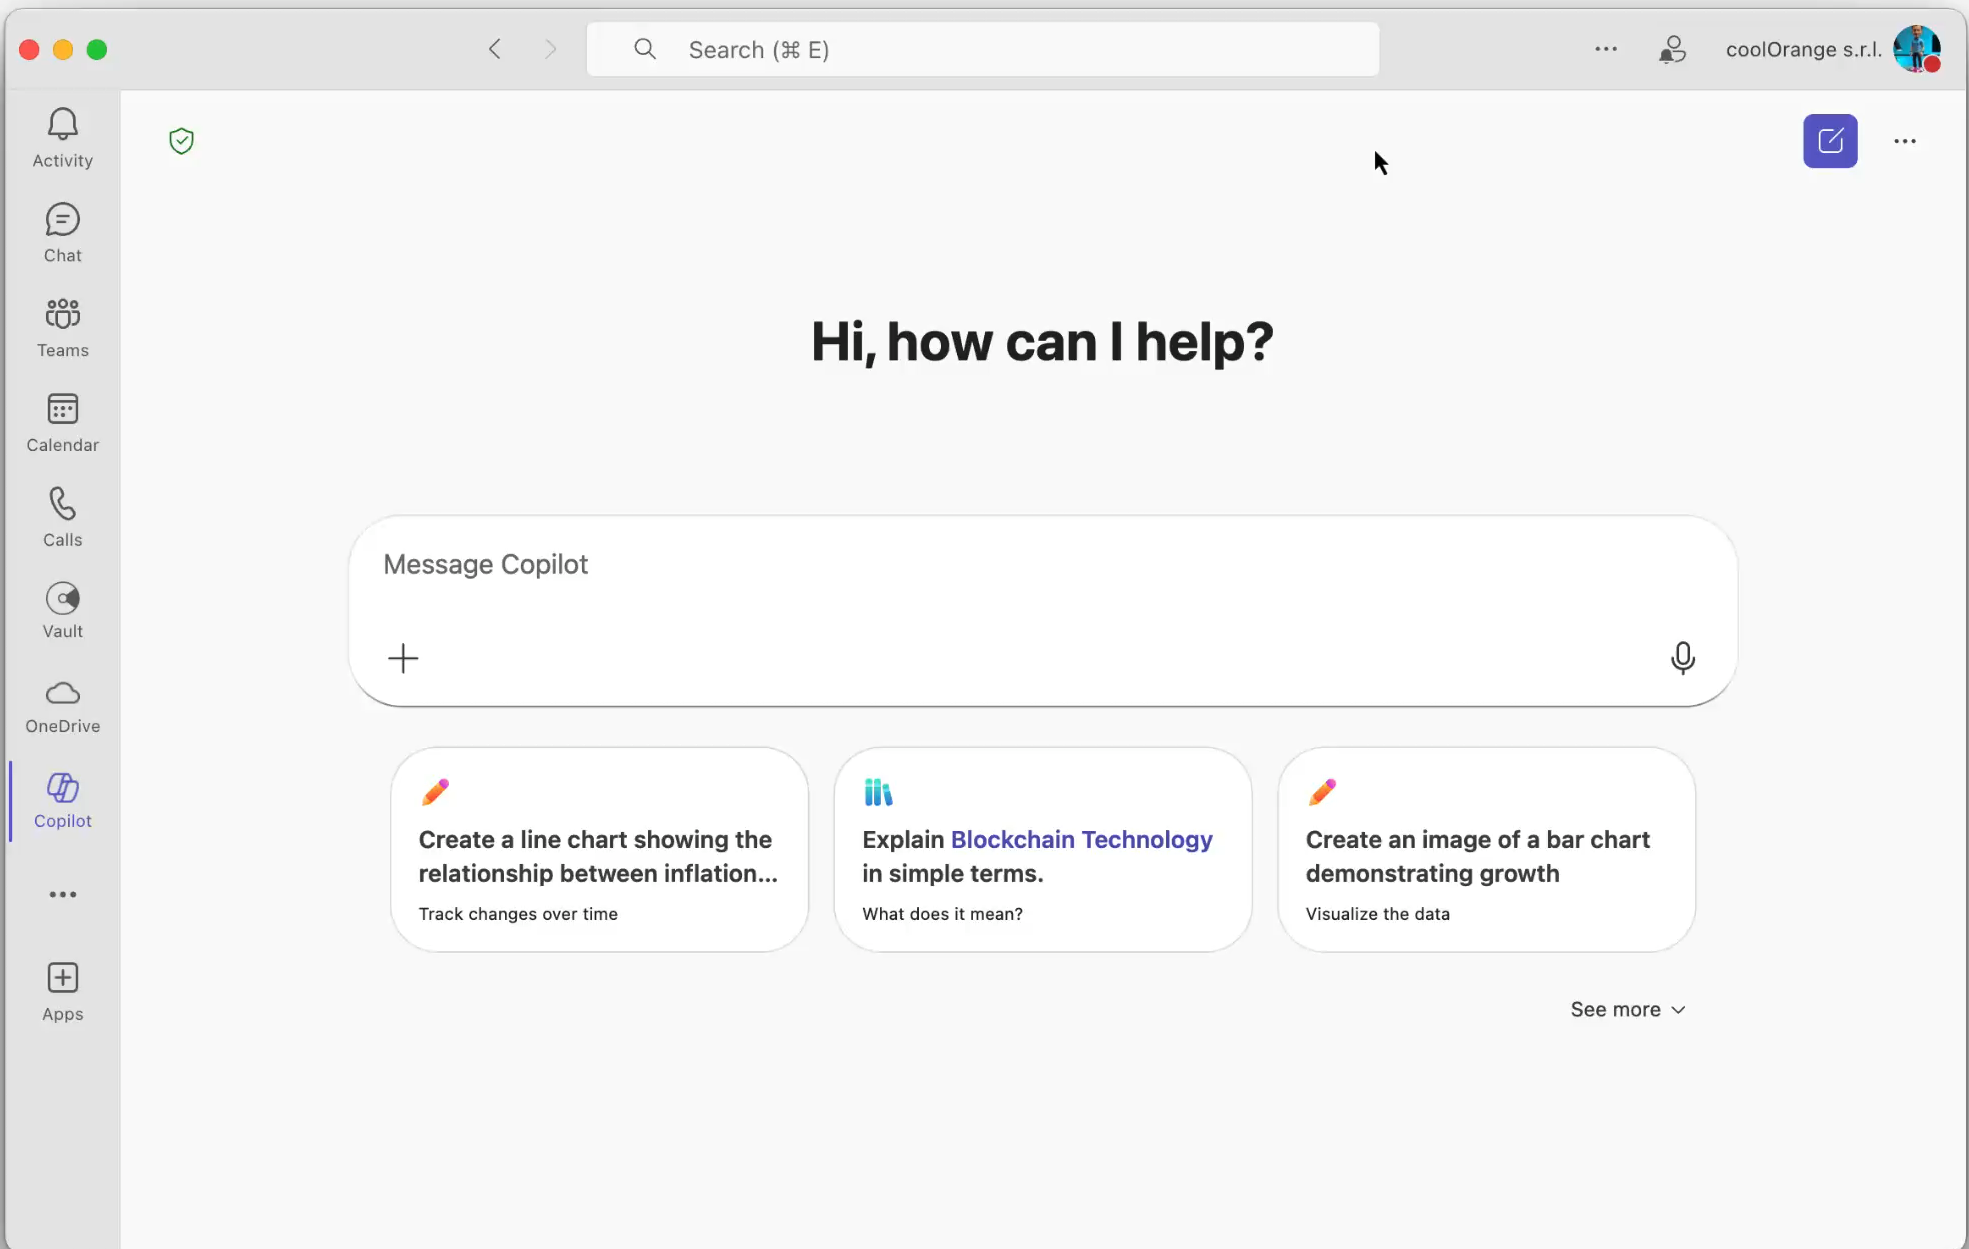 Search (⌘ E)
coolOrange s.r.l.
Activity
Chat
Teams
Calendar
Calls
Vault
OneDrive
Copilot
Apps
Hi, how can I help?
Message Copilot
Create a line chart showing the
relationship between inflation...
Track changes over time
Explain Blockchain Technology
in simple terms.
What does it mean?
Create an image of a bar chart
demonstrating growth
Visualize the data
See more